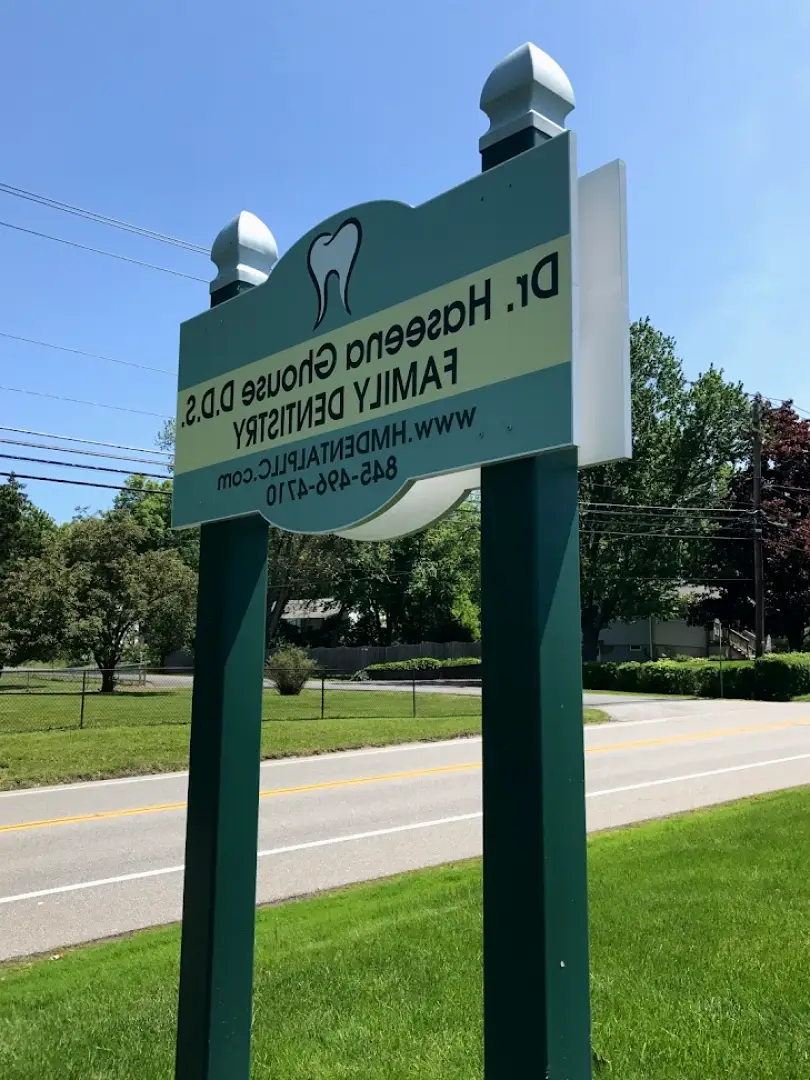 Dr. Haseena Ghouse D.D.S.
FAMILY DENTISTRY
WWW.HMDENTALPLLC.com
845-496-4710